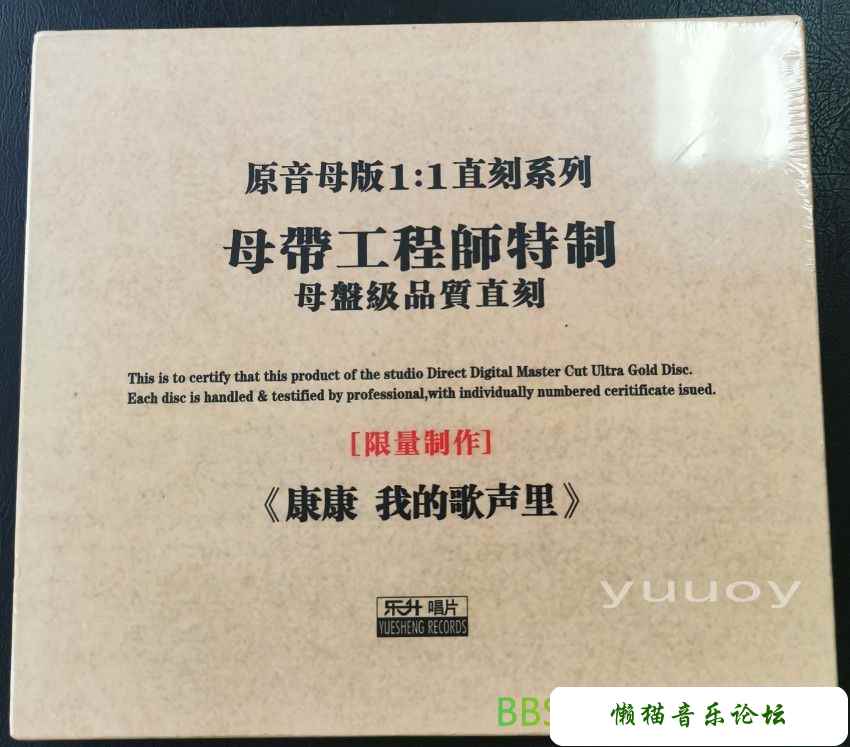 原音母版1:1直刻系列
母帶工程師特制
母盤級品質直刻
This is to certify that this product of the studio Direct Digital Master Cut Ultra Gold Disc.
Each disc is handled & testified by professional,with individually numbered ceritificate isued.
[限量制作]
《康康 我的歌声里》
乐升 唱片
YUESHENG RECORDS
yuuoy
BBS
懒猫音乐论坛